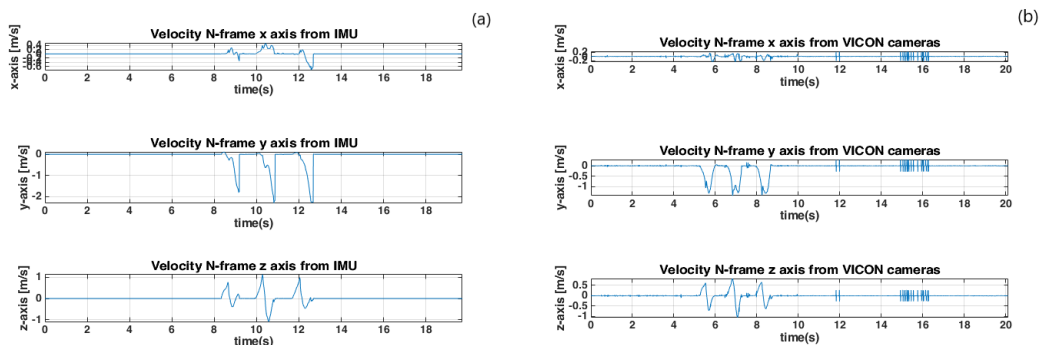 (a)
Velocity N-frame x axis from IMU
x-axis [m/s]
0.4
0 2 4 6 8 10 12 14 16 18
time(s)
Velocity N-frame y axis from IMU
y-axis [m/s]
0
-1
-2
0 2 4 6 8 10 12 14 16 18
time(s)
Velocity N-frame z axis from IMU
z-axis [m/s]
1
0
-1
0 2 4 6 8 10 12 14 16 18
time(s)
(b)
Velocity N-frame x axis from VICON cameras
x-axis [m/s]
0.2
-0.2
0 2 4 6 8 10 12 14 16 18 20
time(s)
Velocity N-frame y axis from VICON cameras
y-axis [m/s]
0
-0.5
-1
0 2 4 6 8 10 12 14 16 18 20
time(s)
Velocity N-frame z axis from VICON cameras
z-axis [m/s]
0.5
0
-0.5
-1
0 2 4 6 8 10 12 14 16 18 20
time(s)